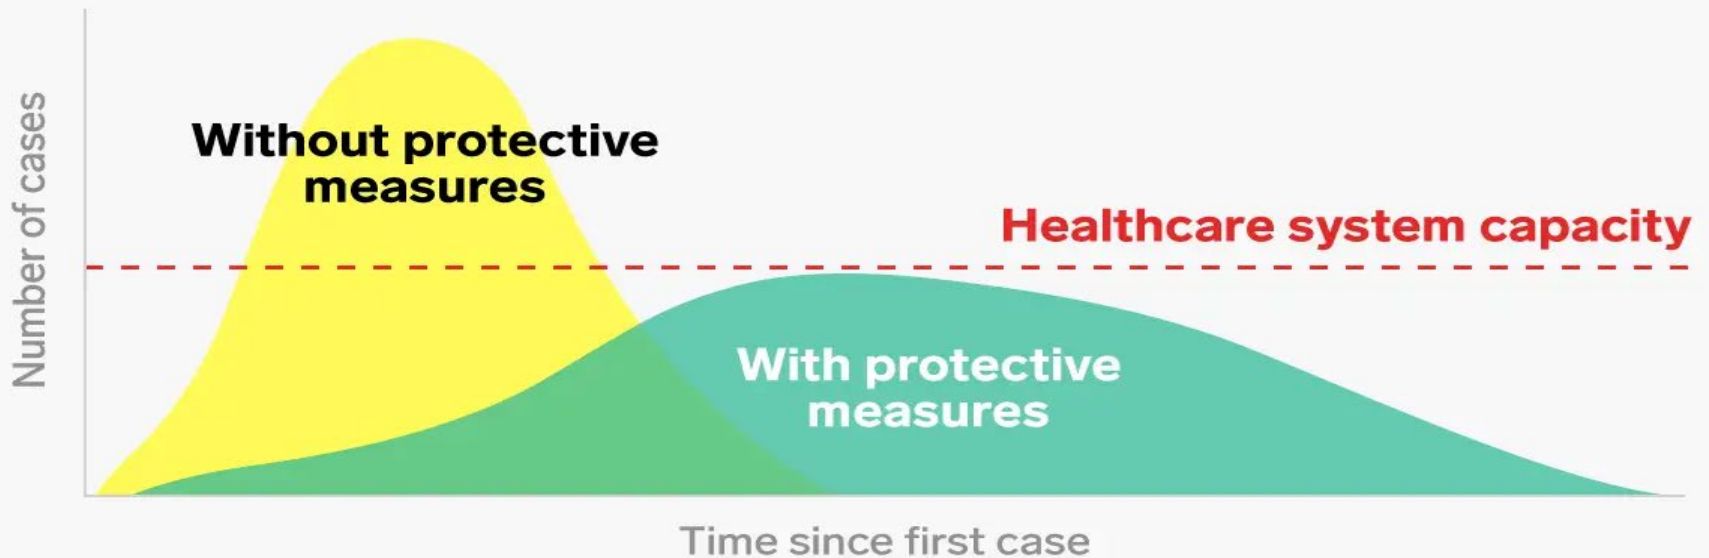 Number of cases
Without protective
measures
Healthcare system capacity
With protective
measures
Time since first case